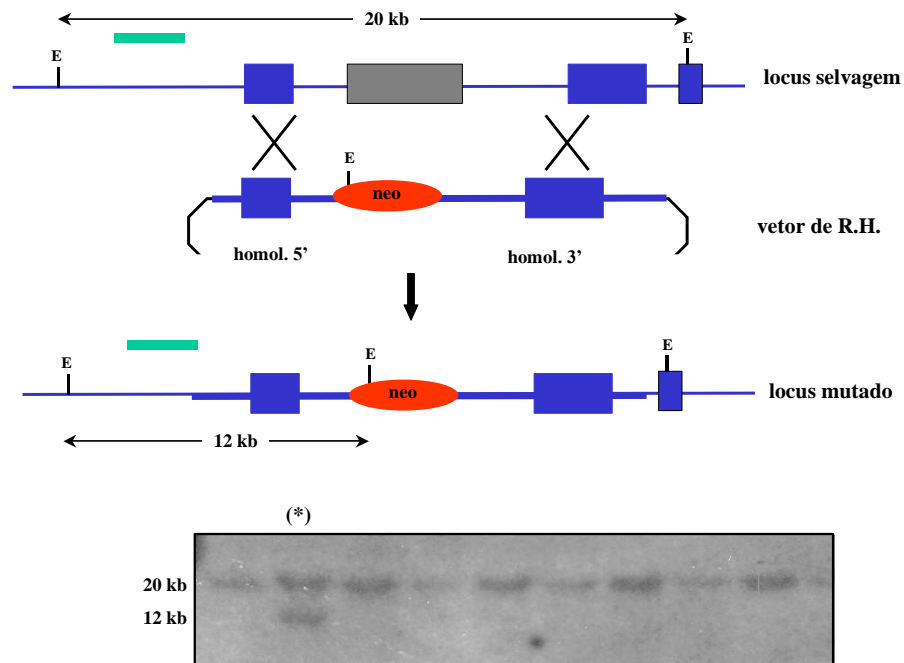 20 kb
E
E
locus selvagem
E
neo
vetor de R.H.
homol. 5’
homol. 3’
E
E
E
neo
locus mutado
12 kb
(*)
20 kb
12 kb